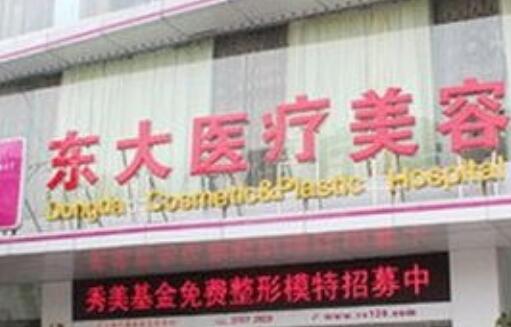 东大医疗美容
Dongda Cosmetic&Plastic Hospital
秀美基金免费整形模特招募中